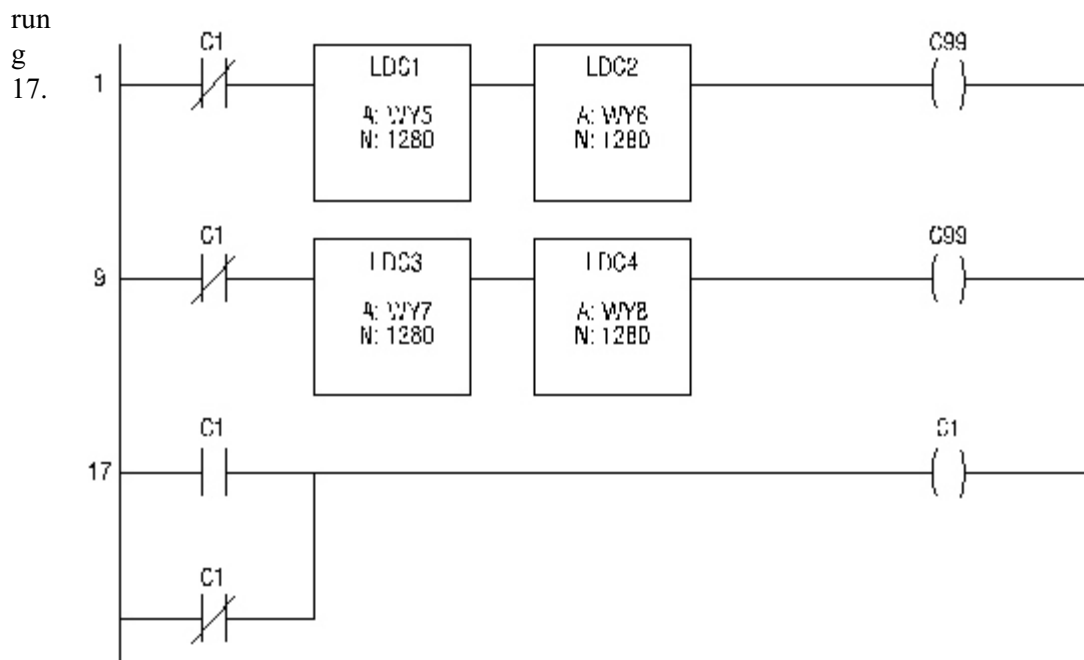 run
g
17.
C1
C99
1
LDC1
A: WY5
N: 1280
LDC2
A: WY6
N: 1280
C1
C99
9
LDC3
A: WY7
N: 1280
LDC4
A: WY8
N: 1280
C1
C1
17
C1